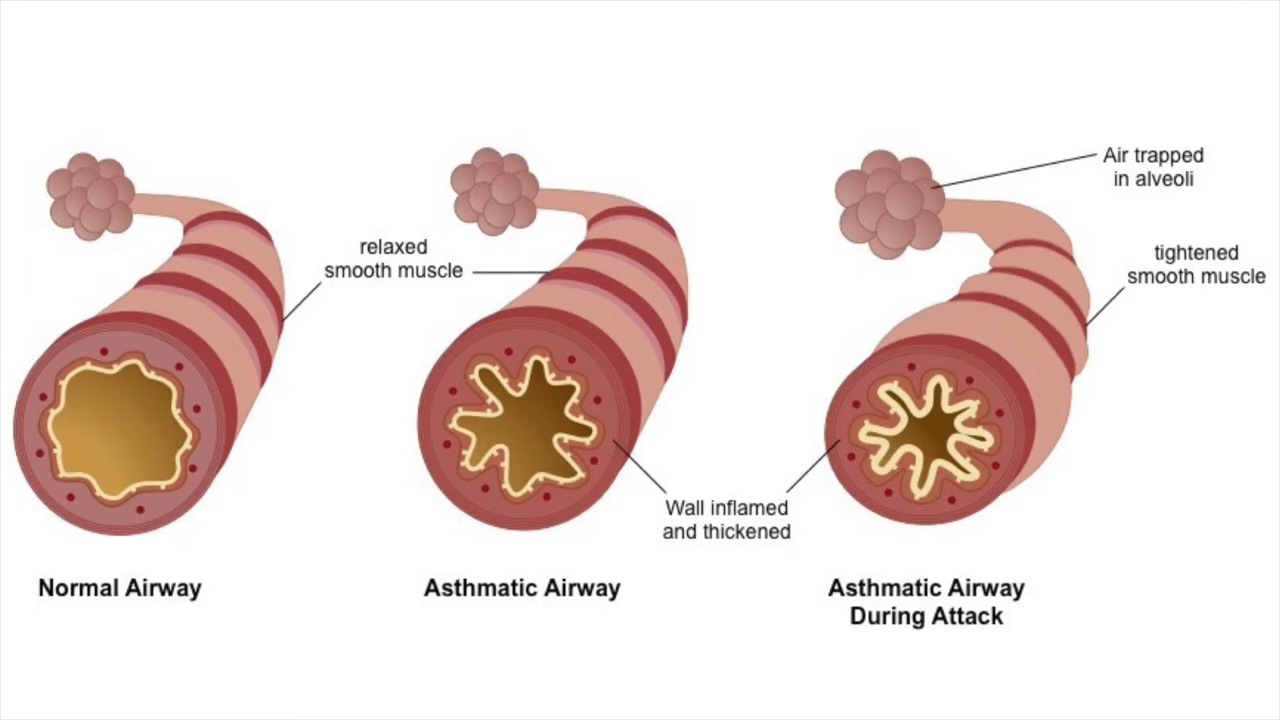 Air trapped
in alveoli
relaxed
smooth muscle
tightened
smooth muscle
Wall inflamed
and thickened
Normal Airway
Asthmatic Airway
Asthmatic Airway
During Attack